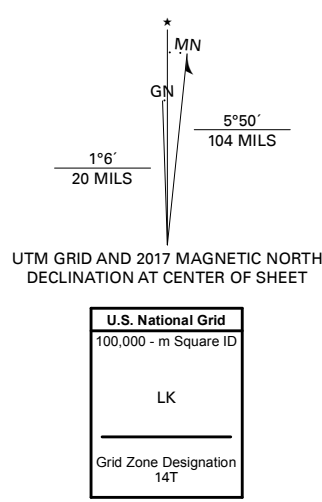 ★
MN
GN
5°50´
104 MILS
1°6´
20 MILS
UTM GRID AND 2017 MAGNETIC NORTH
DECLINATION AT CENTER OF SHEET
U.S. National Grid
100,000 - m Square ID
LK
Grid Zone Designation
14T